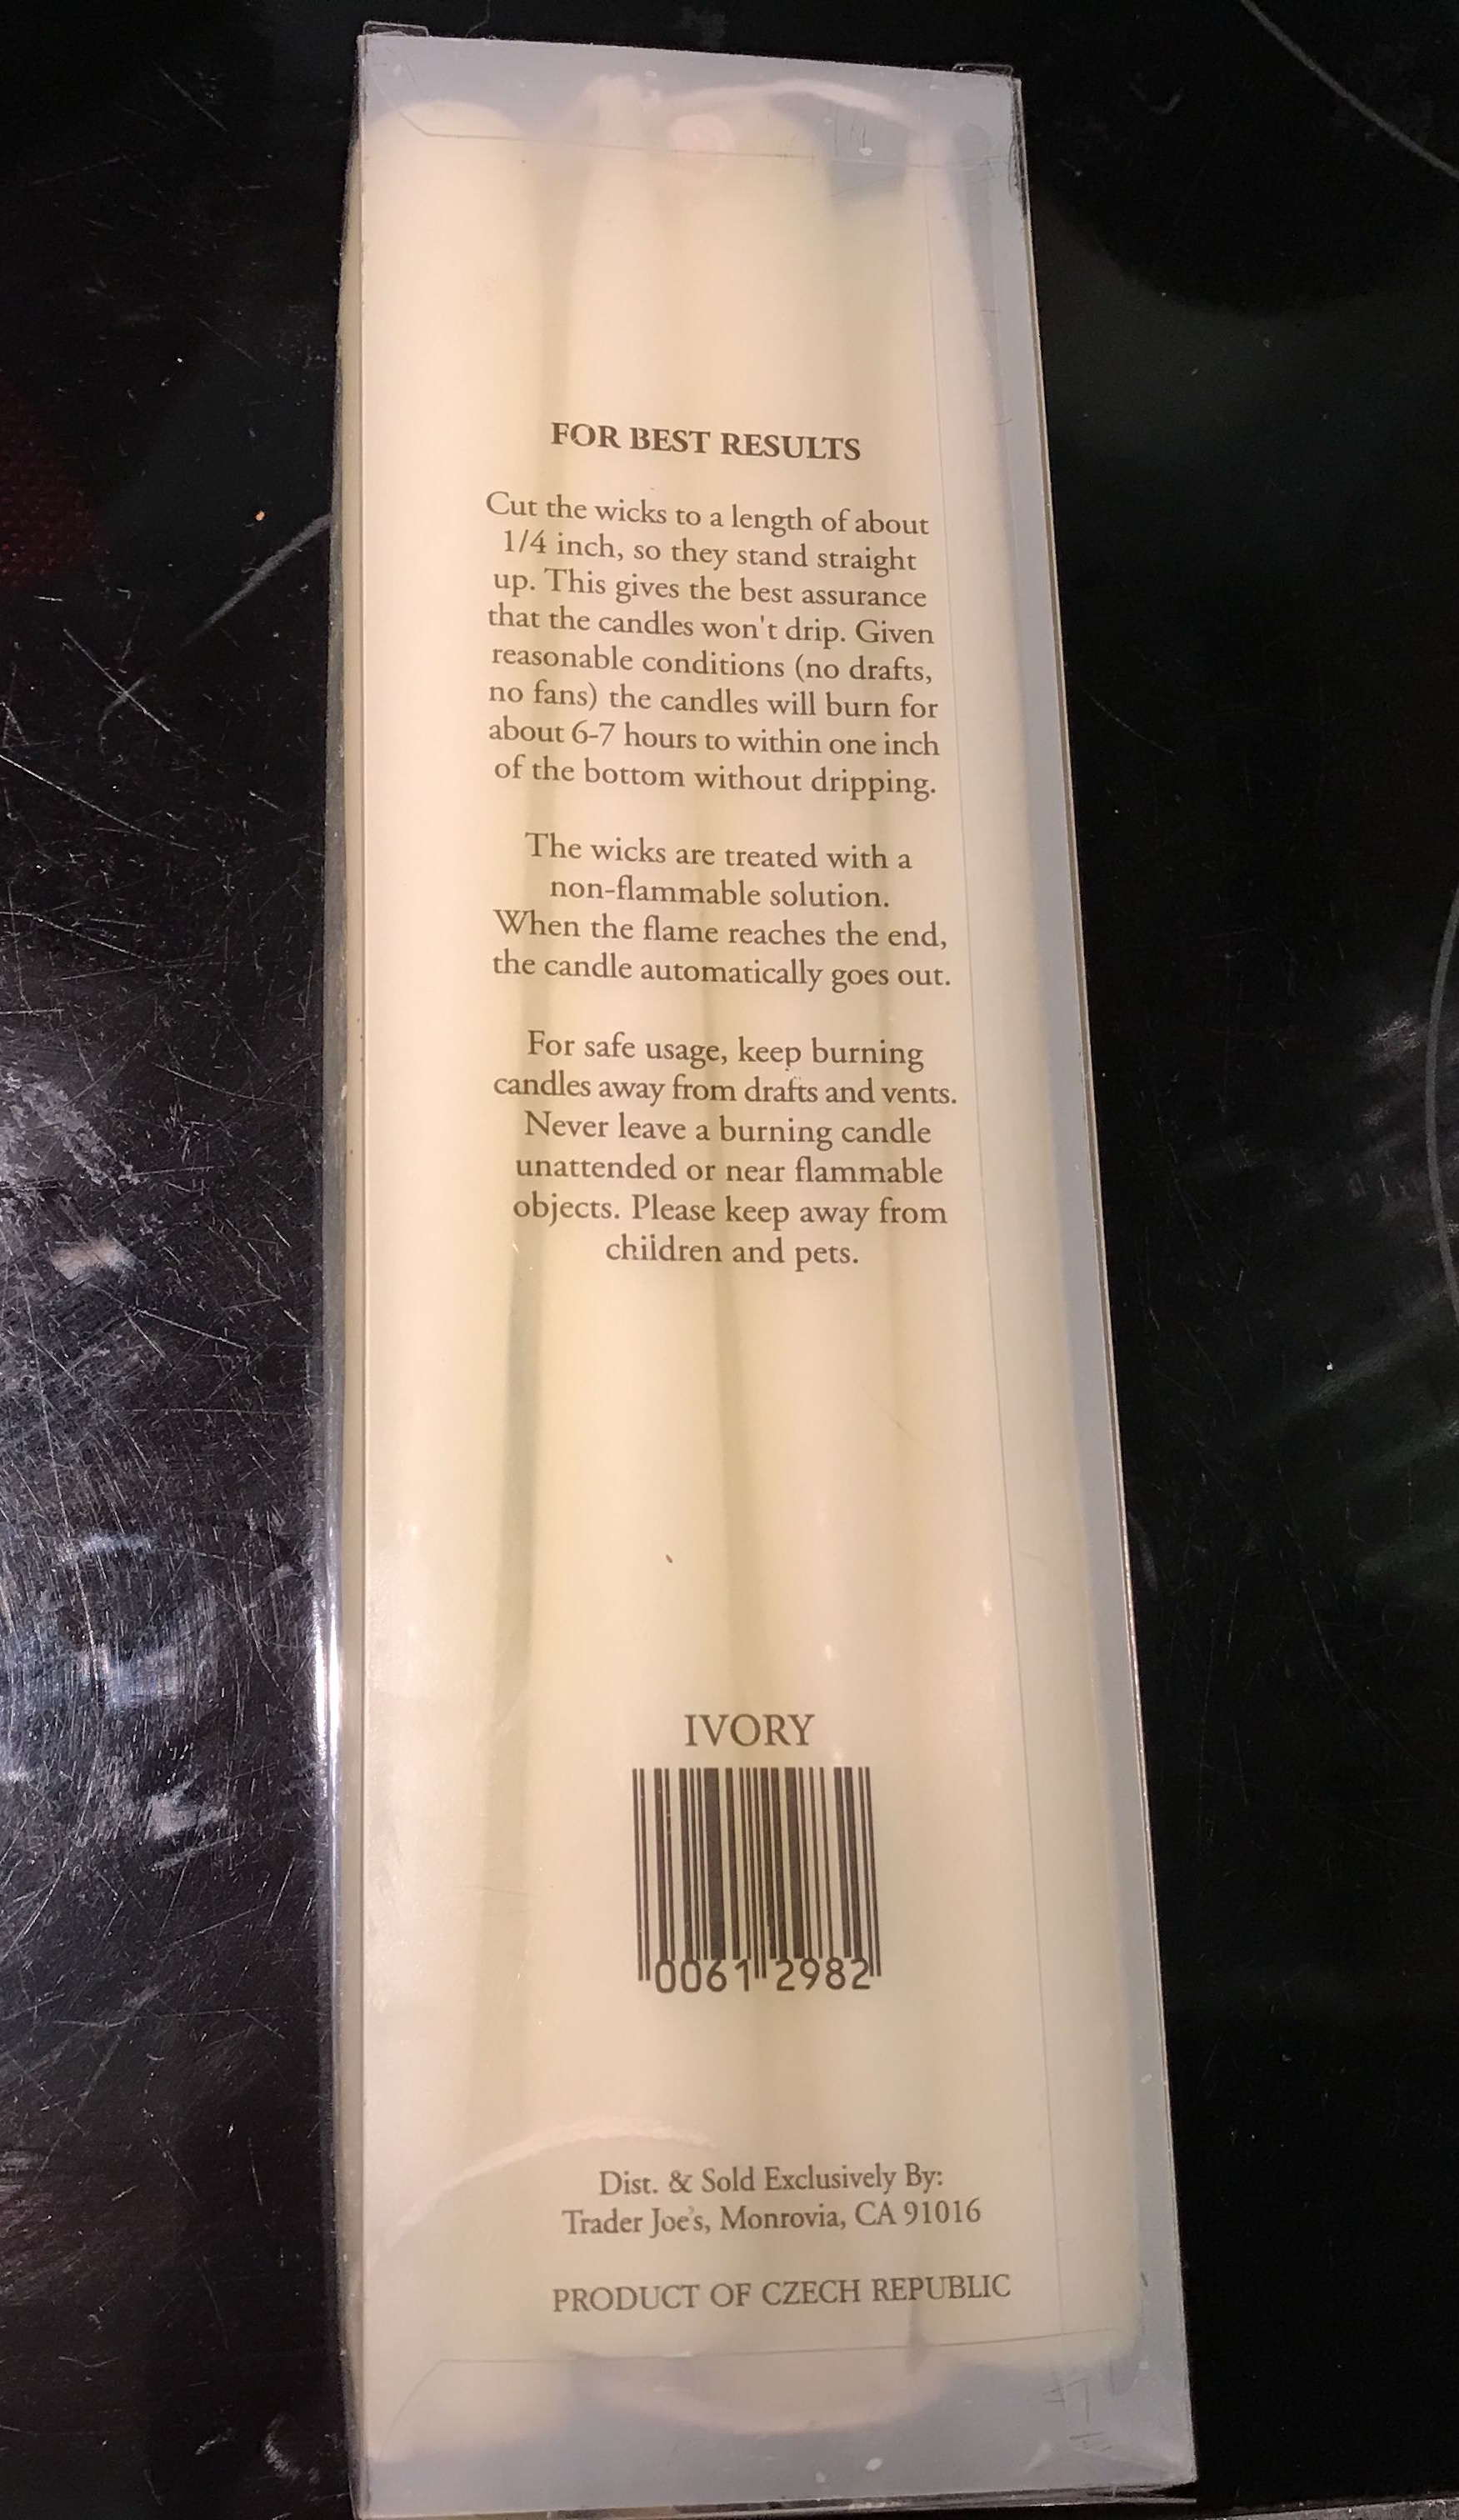 FOR BEST RESULTS
Cut the wicks to a length of about
1/4 inch, so they stand straight
up. This gives the best assurance
that the candles won't drip. Given
reasonable conditions (no drafts,
no fans) the candles will burn for
about 6-7 hours to within one inch
of the bottom without dripping.
The wicks are treated with a
non-flammable solution.
When the flame reaches the end,
the candle automatically goes out.
For safe usage, keep burning
candles away from drafts and vents.
Never leave a burning candle
unattended or near flammable
objects. Please keep away from
children and pets.
IVORY
0061 2982
Dist. & Sold Exclusively By:
Trader Joe's, Monrovia, CA 91016
PRODUCT OF CZECH REPUBLIC